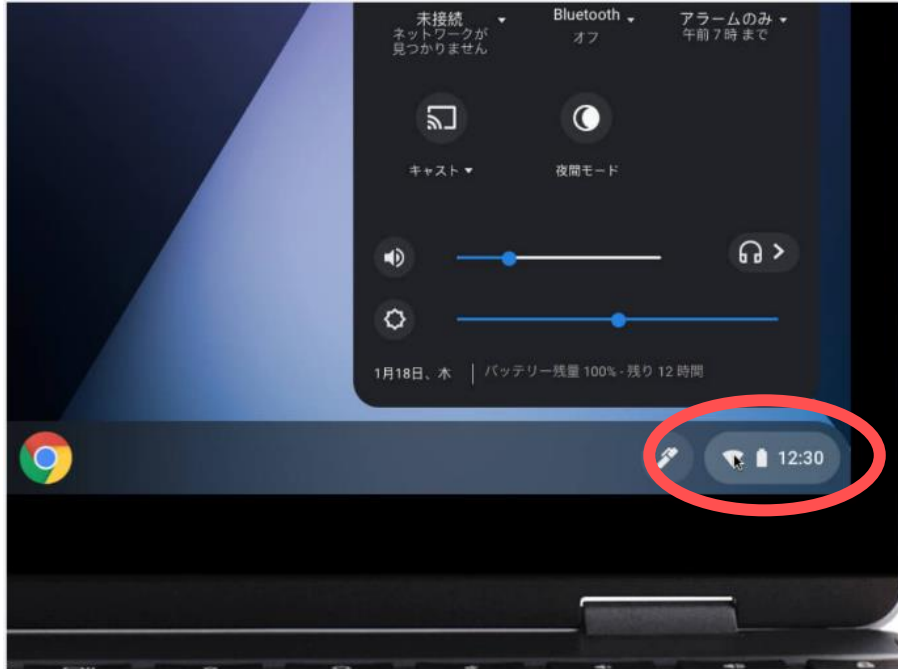 未接続
ネットワークが
見つかりません
Bluetooth
オフ
アラームのみ
午前 7 時 まで
キャスト
夜間モード
1月18日、木
バッテリー残量 100% - 残り 12 時間
12:30